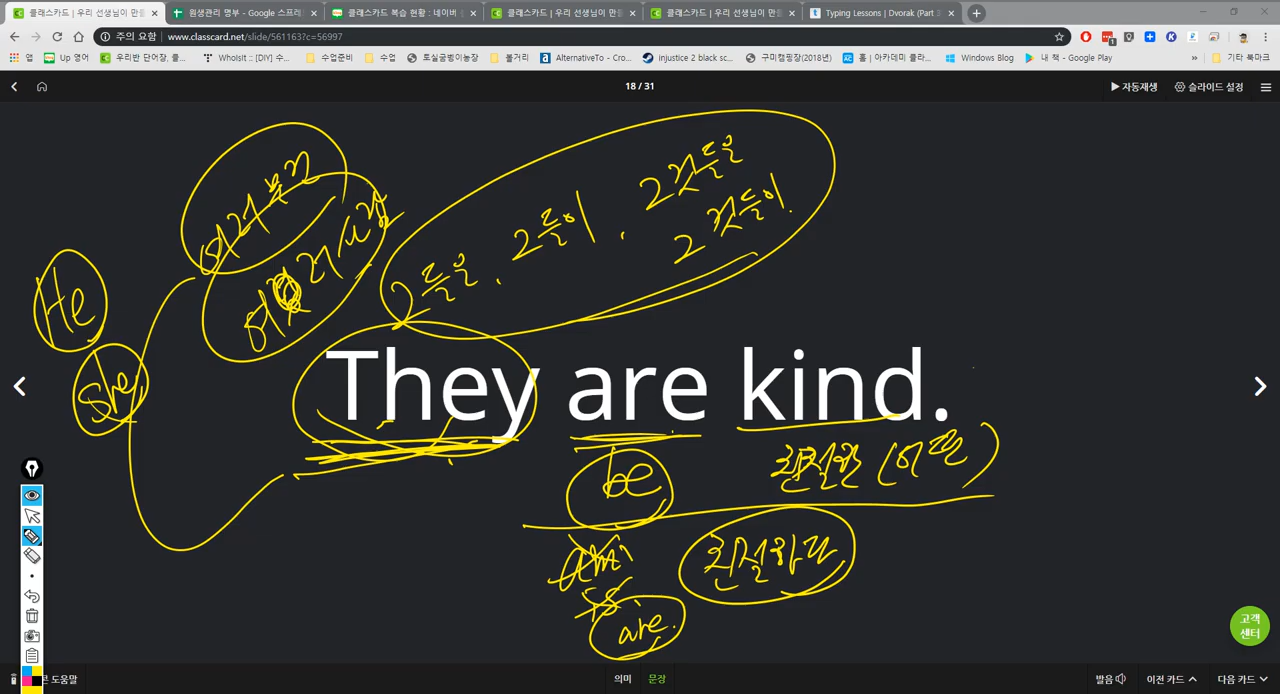 클래스카드 | 우리 선생님이 만든
원생관리 명부 - Google 스프레
클래스카드 복습 현황 : 네이버
클래스카드 | 우리 선생님이 만든
클래스카드 | 우리 선생님이 만든
Typing Lessons | Dvorak (Part 3
주의 요함 | www.classcard.net/slide/561163?c=56997
앱
Up 영어
우리반 단어장, 클...
WhoIst :: (DIY) 수...
수업준비
수업
토실굼벵이농장
볼거리
AlternativeTo - Cro...
injustice 2 black sc...
구미캠핑장(2018년)
홈 | 아카데미 클라...
Windows Blog
내 책 - Google Play
»
기타 북마크
18 / 31
자동재생
슬라이드 설정
He
She
그들은, 그들이, 그것들은
그것들이.
They are kind.
be
친절한 (어떤)
am
is
are.
친절하다
고객
센터
도움말
의미
문장
발음
이전 카드
다음 카드